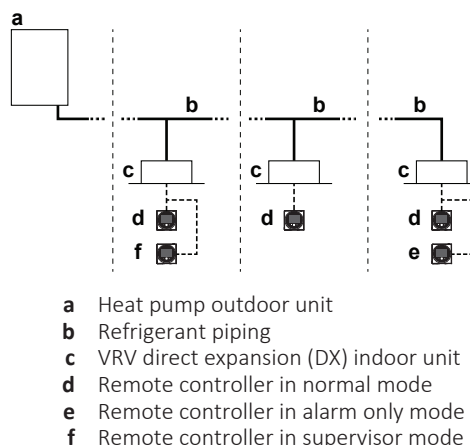 a
b b b
c c c
d d d
f e
a Heat pump outdoor unit
b Refrigerant piping
c VRV direct expansion (DX) indoor unit
d Remote controller in normal mode
e Remote controller in alarm only mode
f Remote controller in supervisor mode